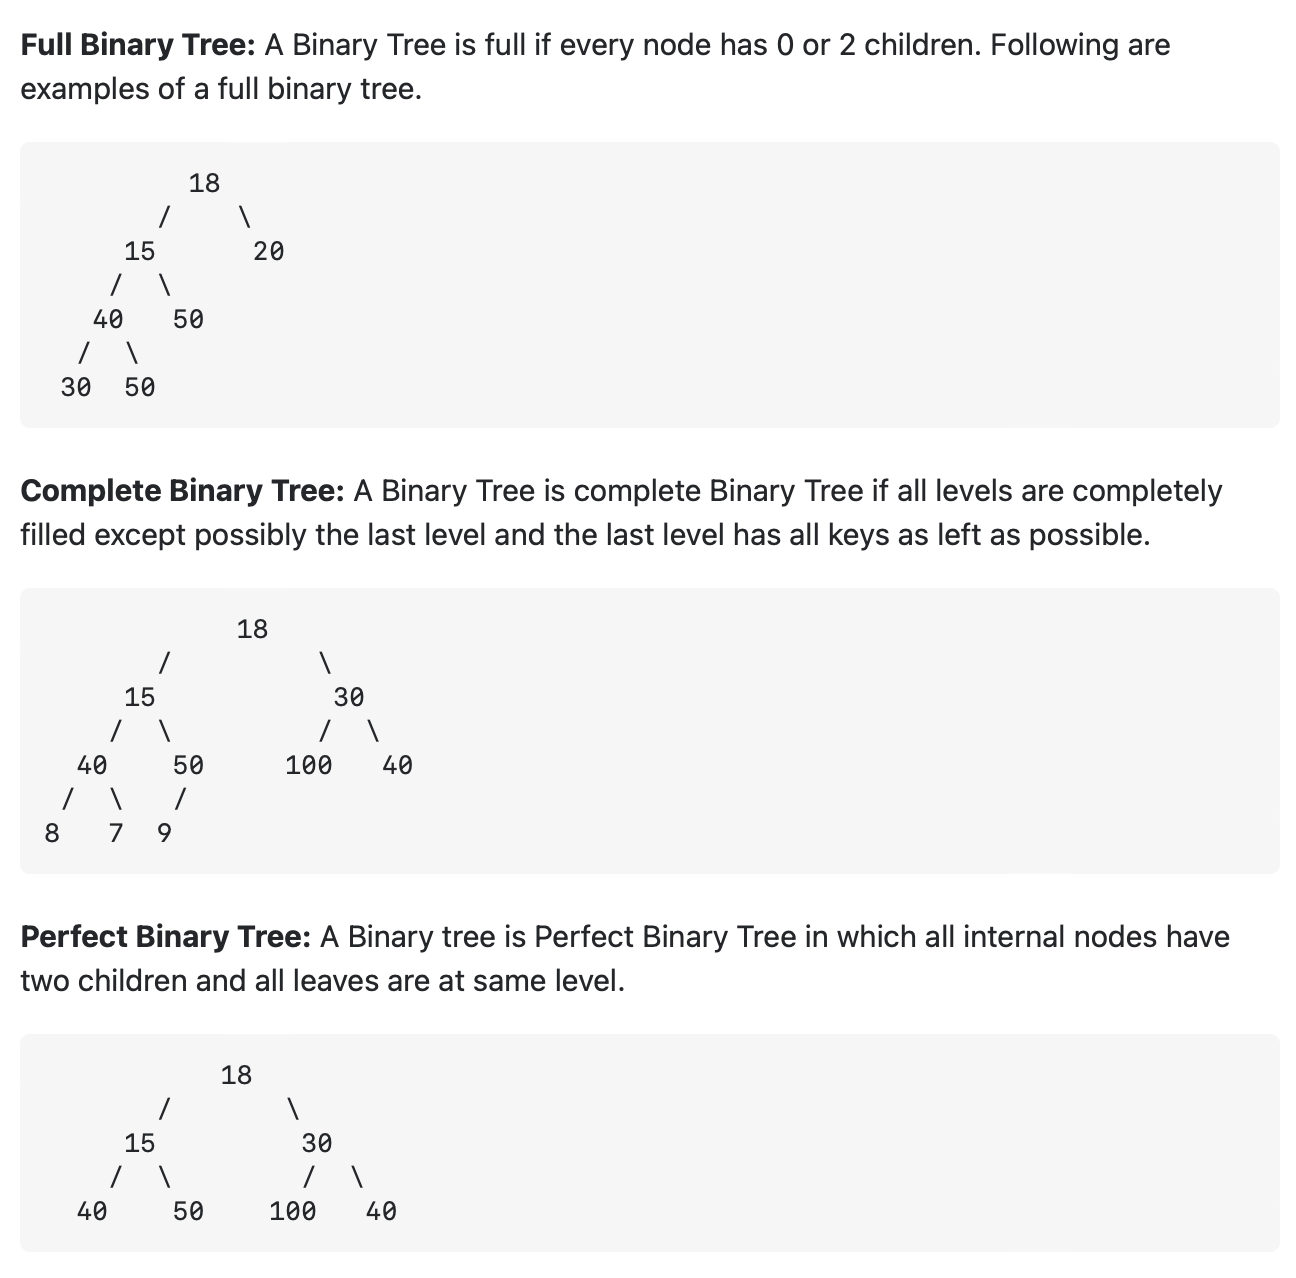 Full Binary Tree: A Binary Tree is full if every node has 0 or 2 children. Following are
examples of a full binary tree.
18
/ \
15 20
/ \
40 50
/ \
30 50
Complete Binary Tree: A Binary Tree is complete Binary Tree if all levels are completely
filled except possibly the last level and the last level has all keys as left as possible.
18
/ \
15 30
/ \ / \
40 50 100 40
/ \ /
8 7 9
Perfect Binary Tree: A Binary tree is Perfect Binary Tree in which all internal nodes have
two children and all leaves are at same level.
18
/ \
15 30
/ \ / \
40 50 100 40